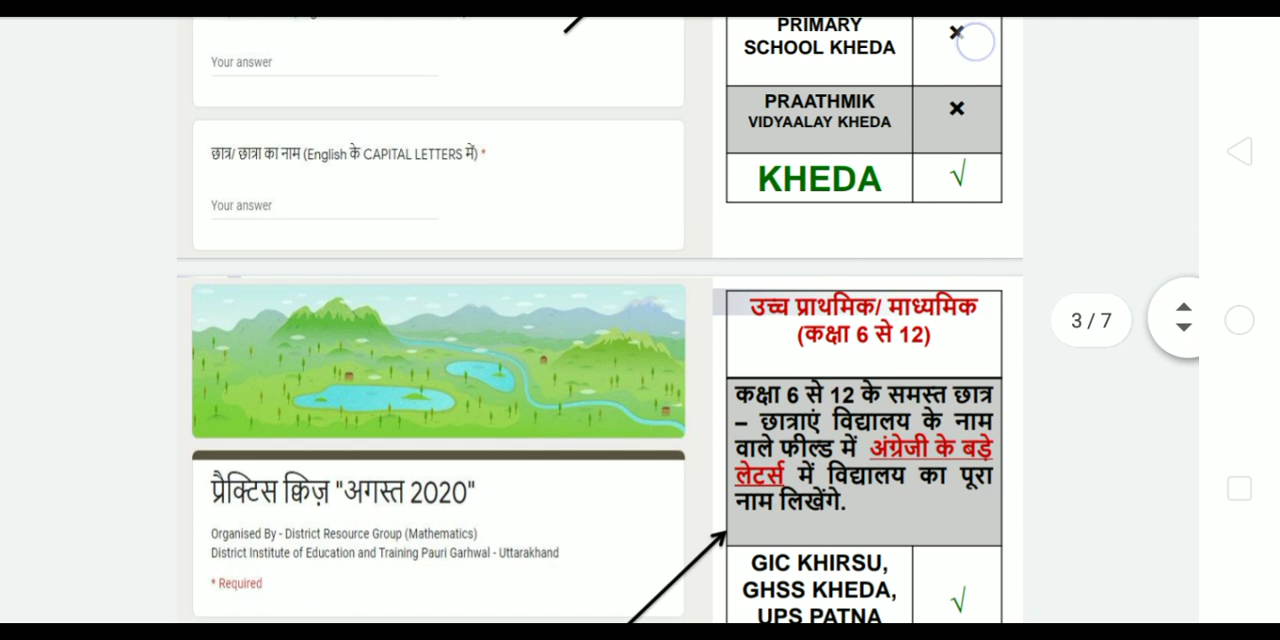 Your answer
छात्र/ छात्रा का नाम (English के CAPITAL LETTERS में) *
Your answer
PRIMARY
SCHOOL KHEDA
×
PRAATHMIK
VIDYAALAY KHEDA
×
KHEDA
√
प्रैक्टिस क्विज़ "अगस्त 2020"
Organised By - District Resource Group (Mathematics)
District Institute of Education and Training Pauri Garhwal - Uttarakhand
* Required
उच्च प्राथमिक/ माध्यमिक
(कक्षा 6 से 12)
कक्षा 6 से 12 के समस्त छात्र
– छात्राएं विद्यालय के नाम
वाले फील्ड में अंग्रेजी के बड़े
लेटर्स में विद्यालय का पूरा
नाम लिखेंगे.
GIC KHIRSU,
GHSS KHEDA,
UPS PATNA
√
3 / 7